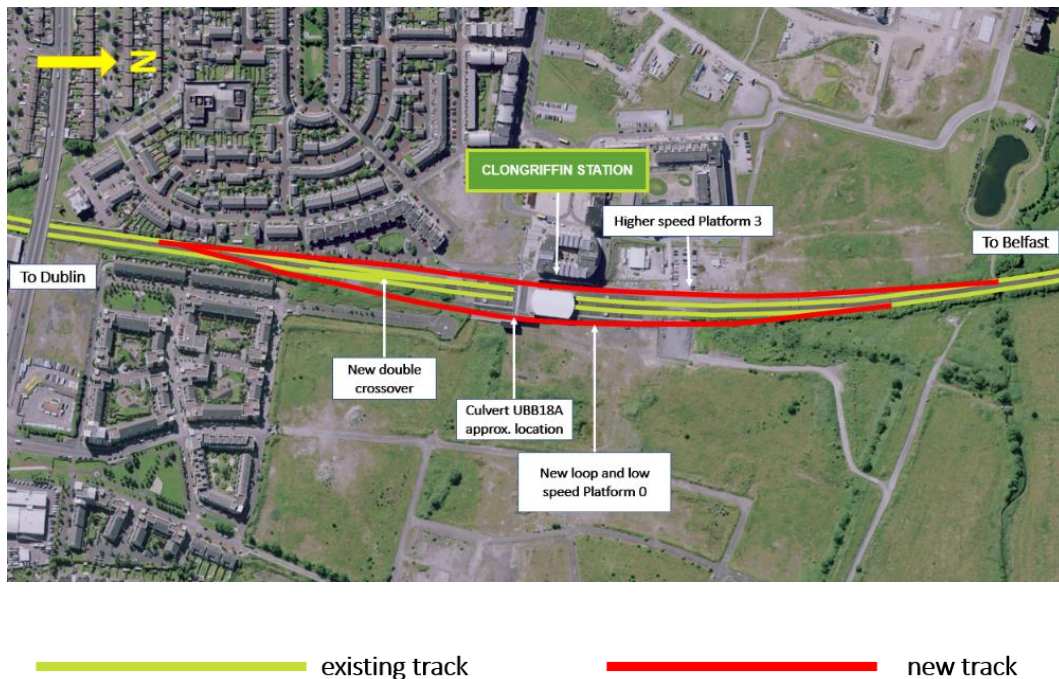 N
CLONGRIFFIN STATION
Higher speed Platform 3
To Belfast
To Dublin
New double
crossover
Culvert UBB18A
approx. location
New loop and low
speed Platform 0
existing track
new track